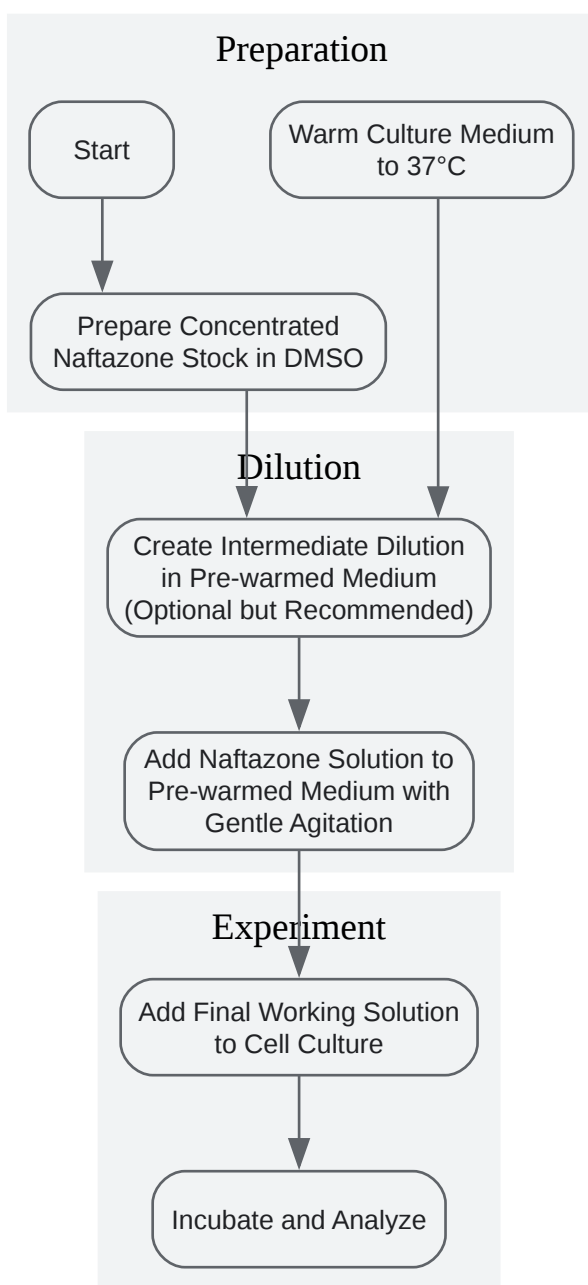 Preparation
Start
Warm Culture Medium
to 37°C
Prepare Concentrated
Naftazone Stock in DMSO
Dilution
Create Intermediate Dilution
in Pre-warmed Medium
(Optional but Recommended)
Add Naftazone Solution to
Pre-warmed Medium with
Gentle Agitation
Experiment
Add Final Working Solution
to Cell Culture
Incubate and Analyze